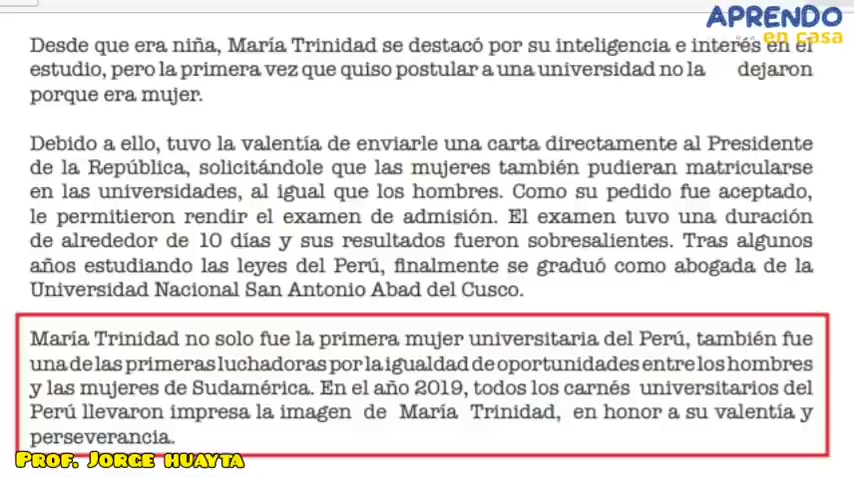 APRENDO
en casa
Desde que era niña, María Trinidad se destacó por su inteligencia e interés en el
estudio, pero la primera vez que quiso postular a una universidad no la dejaron
porque era mujer.
Debido a ello, tuvo la valentía de enviarle una carta directamente al Presidente
de la República, solicitándole que las mujeres también pudieran matricularse
en las universidades, al igual que los hombres. Como su pedido fue aceptado,
le permitieron rendir el examen de admisión. El examen tuvo una duración
de alrededor de 10 días y sus resultados fueron sobresalientes. Tras algunos
años estudiando las leyes del Perú, finalmente se graduó como abogada de la
Universidad Nacional San Antonio Abad del Cusco.
María Trinidad no solo fue la primera mujer universitaria del Perú, también fue
una de las primeras luchadoras por la igualdad de oportunidades entre los hombres
y las mujeres de Sudamérica. En el año 2019, todos los carnés universitarios del
Perú llevaron impresa la imagen de María Trinidad, en honor a su valentía y
perseverancia.
PROF. JORGE HUAYTA